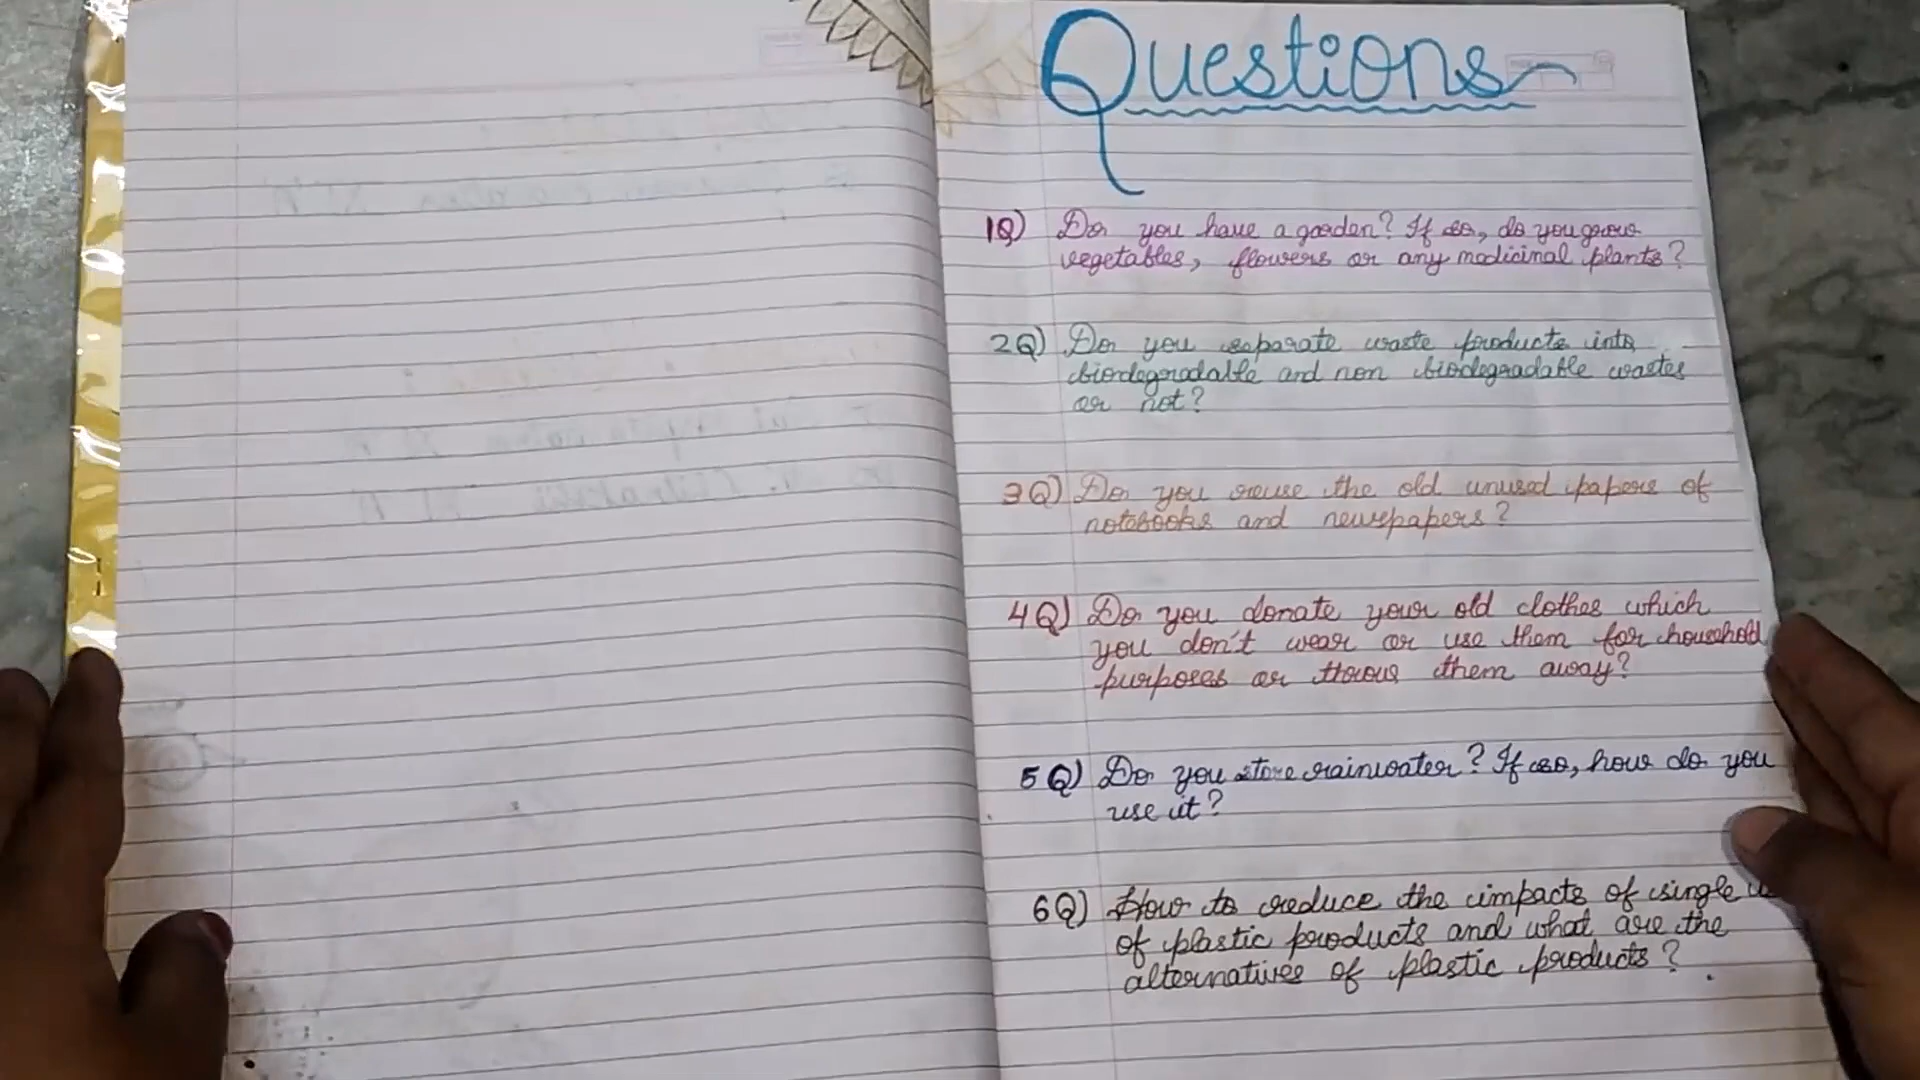 Questions
1Q) Do you have a garden? If so, do you grow
vegetables, flowers or any medicinal plants?
2Q) Do you separate waste products into
biodegradable and non biodegradable wastes
or not?
3Q) Do you reuse the old unused papers of
notebooks and newspapers?
4Q) Do you donate your old clothes which
you don't wear or use them for household
purposes or throw them away?
5Q) Do you store rainwater? If so, how do you
use it?
6Q) How to reduce the impacts of single
of plastic products and what are the
alternatives of plastic products?